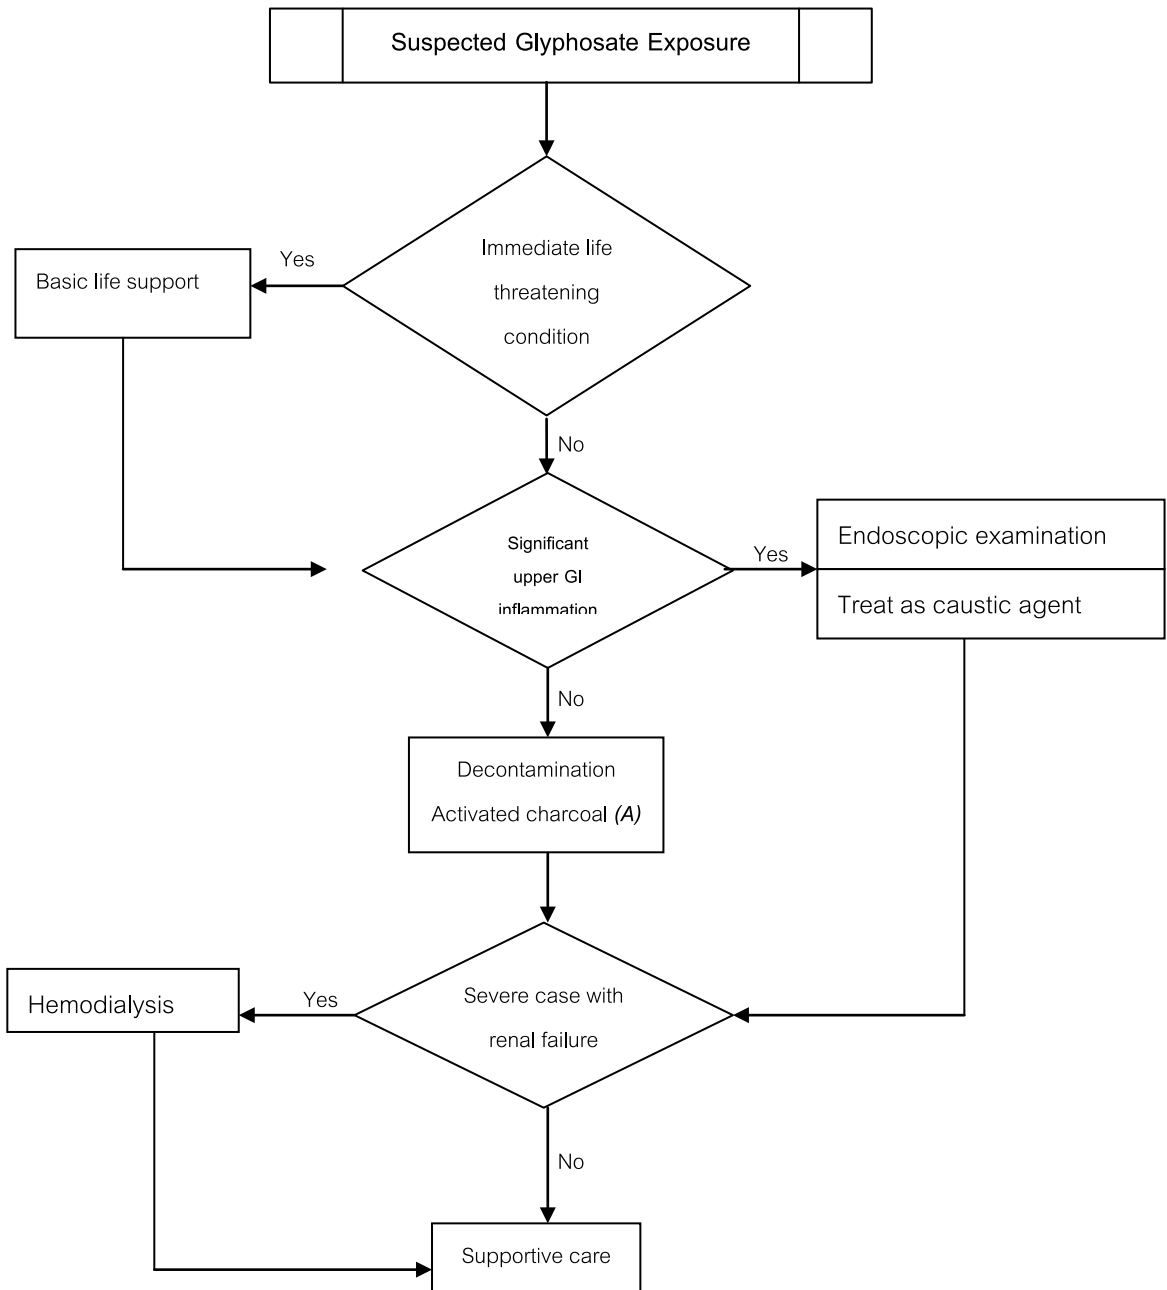 Suspected Glyphosate Exposure
Immediate life
threatening
condition
Yes
Basic life support
No
Significant
upper GI
inflammation
Yes
Endoscopic examination
Treat as caustic agent
No
Decontamination
Activated charcoal (A)
Severe case with
renal failure
Yes
Hemodialysis
No
Supportive care